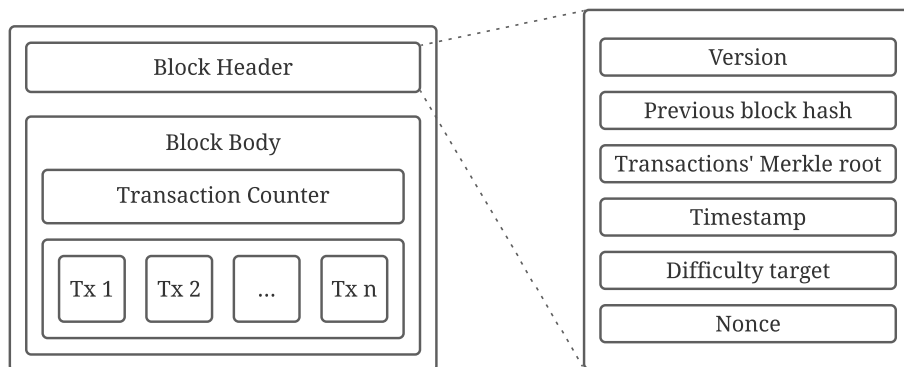 Block Header
Block Body
Transaction Counter
Tx 1
Tx 2
...
Tx n
Version
Previous block hash
Transactions' Merkle root
Timestamp
Difficulty target
Nonce